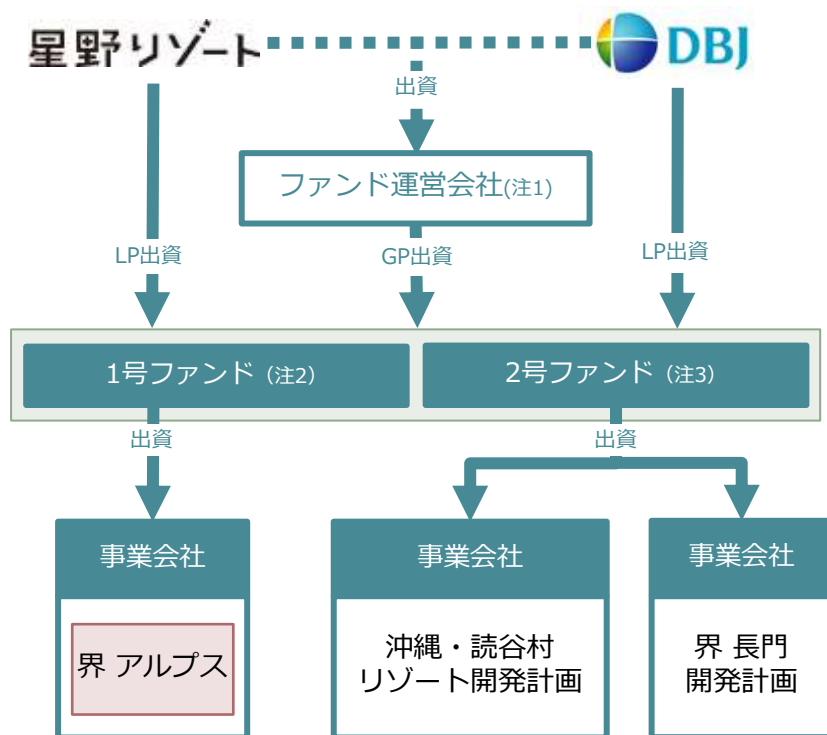 星野リゾート
DBJ
出資
ファンド運営会社(注1)
LP出資
GP出資
LP出資
1号ファンド（注2）
2号ファンド（注3）
出資
出資
事業会社
事業会社
事業会社
界 アルプス
沖縄・読谷村
リゾート開発計画
界 長門
開発計画